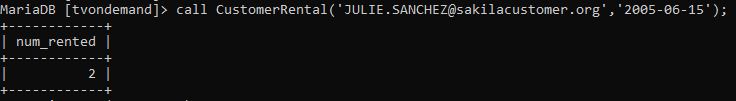 MariaDB [tvondemand]> call CustomerRental('JULIE.SANCHEZ@sakilacustomer.org','2005-06-15');
+------------+
| num_rented |
+------------+
|          2 |
+------------+